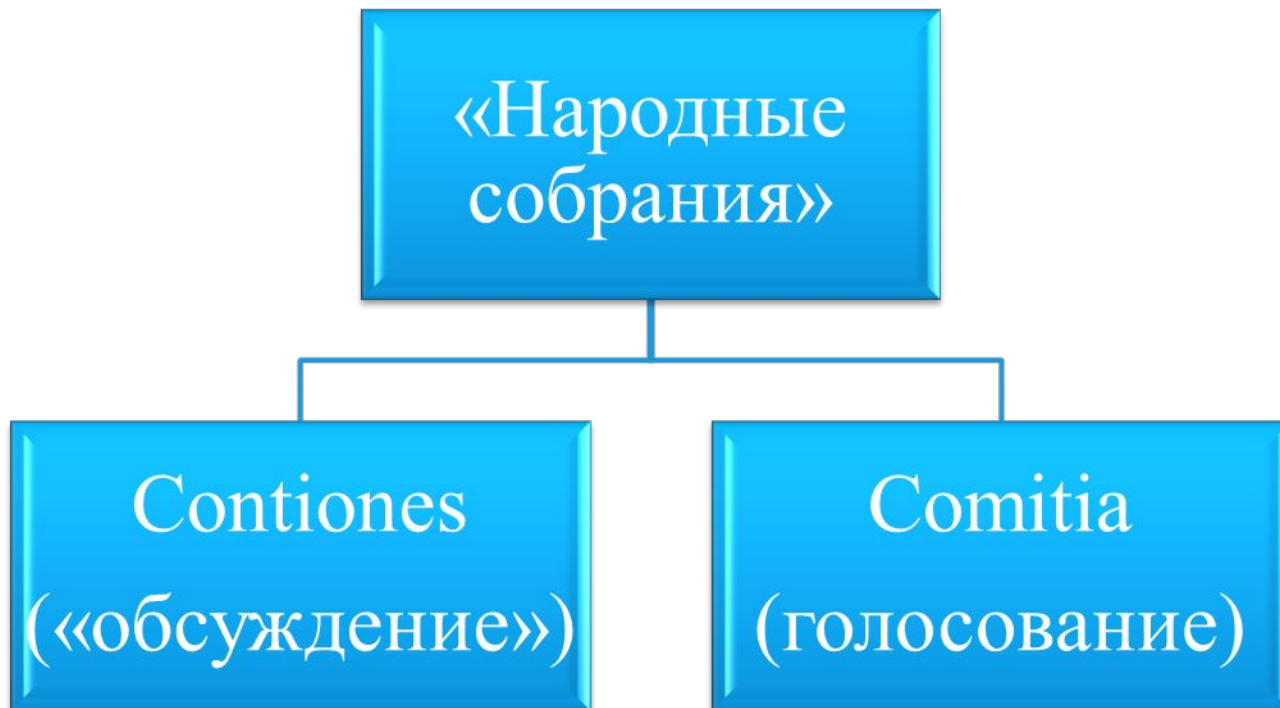 «Народные
собрания»
Contiones
(«обсуждение»)
Comitia
(голосование)